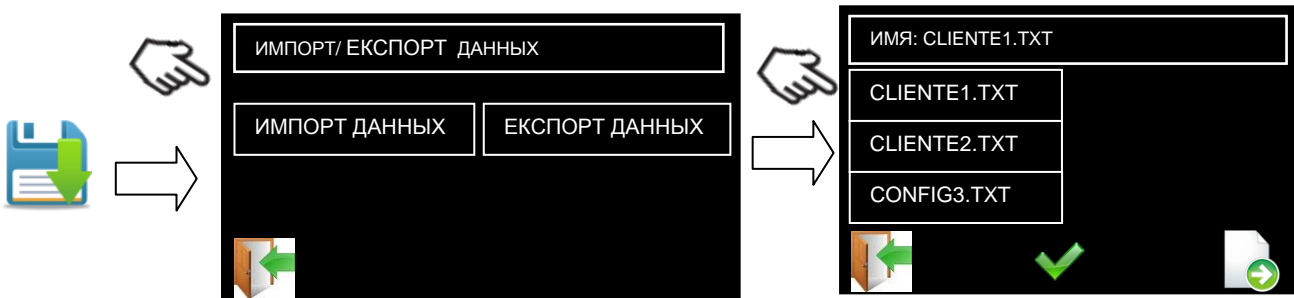 ИМПОРТ/ ЕКСПОРТ ДАННЫХ
ИМПОРТ ДАННЫХ
ЕКСПОРТ ДАННЫХ
ИМЯ: CLIENTE1.TXT
CLIENTE1.TXT
CLIENTE2.TXT
CONFIG3.TXT